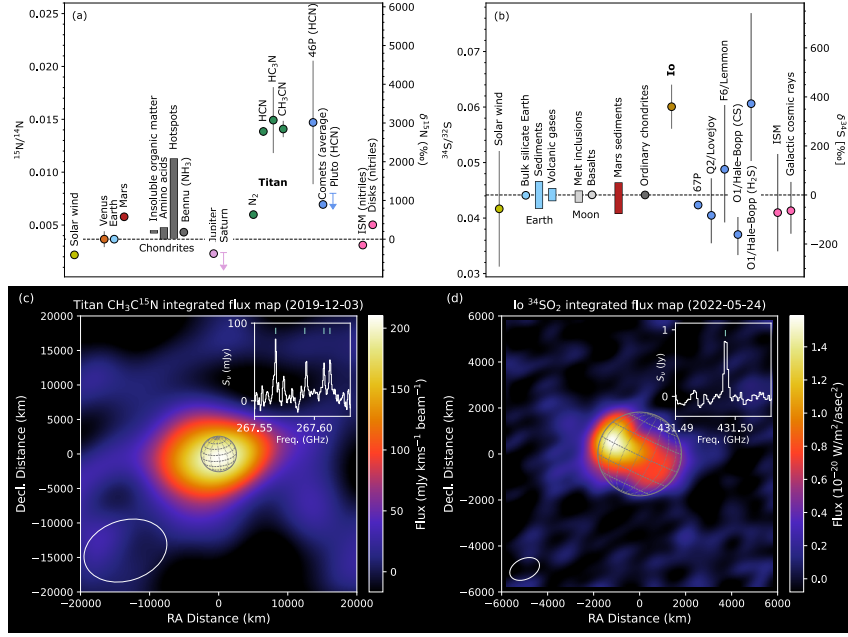 (a)
¹⁵N/¹⁴N
0.025
0.020
0.015
0.010
0.005
6000
5000
4000
3000
2000
1000
0
δ ¹⁵N (‰)
Solar wind
Venus
Earth
Mars
Insoluble organic matter
Amino acids
Hotspots
Bennu (NH₃)
Chondrites
Jupiter
Saturn
N₂
HCN
HC₃N
CH₃CN
Titan
46P (HCN)
Comets (average)
Pluto (HCN)
ISM (nitriles)
Disks (nitriles)
(b)
³⁴S/³²S
0.07
0.06
0.05
0.04
0.03
600
400
200
0
−200
δ ³⁴S [‰]
Solar wind
Bulk silicate Earth
Sediments
Volcanic gases
Earth
Melt inclusions
Basalts
Moon
Mars sediments
Ordinary chondrites
Io
67P
Q2/Lovejoy
F6/Lemmon
O1/Hale-Bopp (CS)
O1/Hale-Bopp (H₂S)
ISM
Galactic cosmic rays
(c) Titan CH₃C¹⁵N integrated flux map (2019-12-03)
Decl. Distance (km)
20000
15000
10000
5000
0
−5000
−10000
−15000
−20000
−20000
−10000
0
10000
20000
RA Distance (km)
100
0
Sᵥ (mJy)
267.55
267.60
Freq. (GHz)
200
150
100
50
0
Flux (mJy kms⁻¹ beam⁻¹)
(d) Io ³⁴SO₂ integrated flux map (2022-05-24)
Decl. Distance (km)
6000
4000
2000
0
−2000
−4000
−6000
−6000
−4000
−2000
0
2000
4000
6000
RA Distance (km)
1
0
Sᵥ (Jy)
431.49
431.50
Freq. (GHz)
1.4
1.2
1.0
0.8
0.6
0.4
0.2
0.0
Flux (10⁻²⁰ W/m²/asec²)